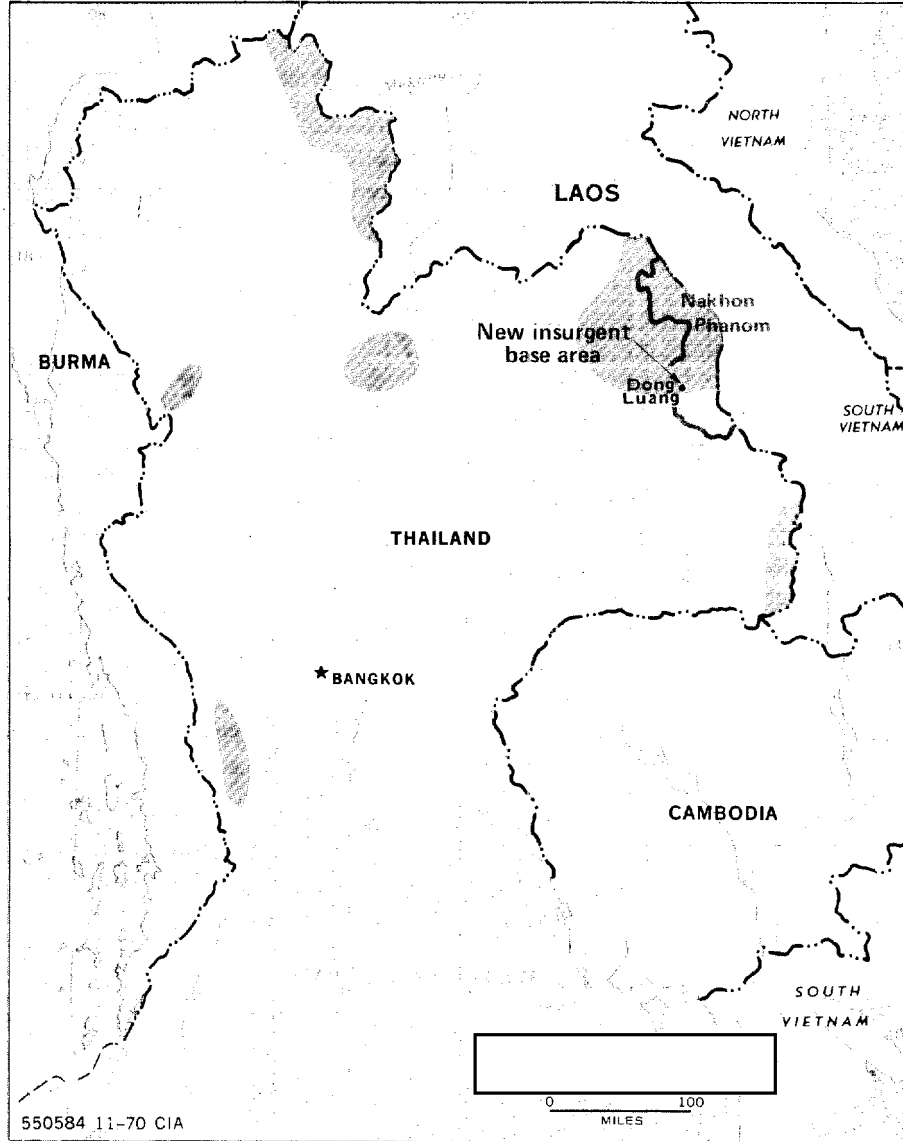 NORTH
VIETNAM
LAOS
Nakhon
Phanom
New insurgent
base area
BURMA
Dong
Luang
SOUTH
VIETNAM
THAILAND
BANGKOK
CAMBODIA
SOUTH
VIETNAM
0 100
MILES
550584 11-70 CIA